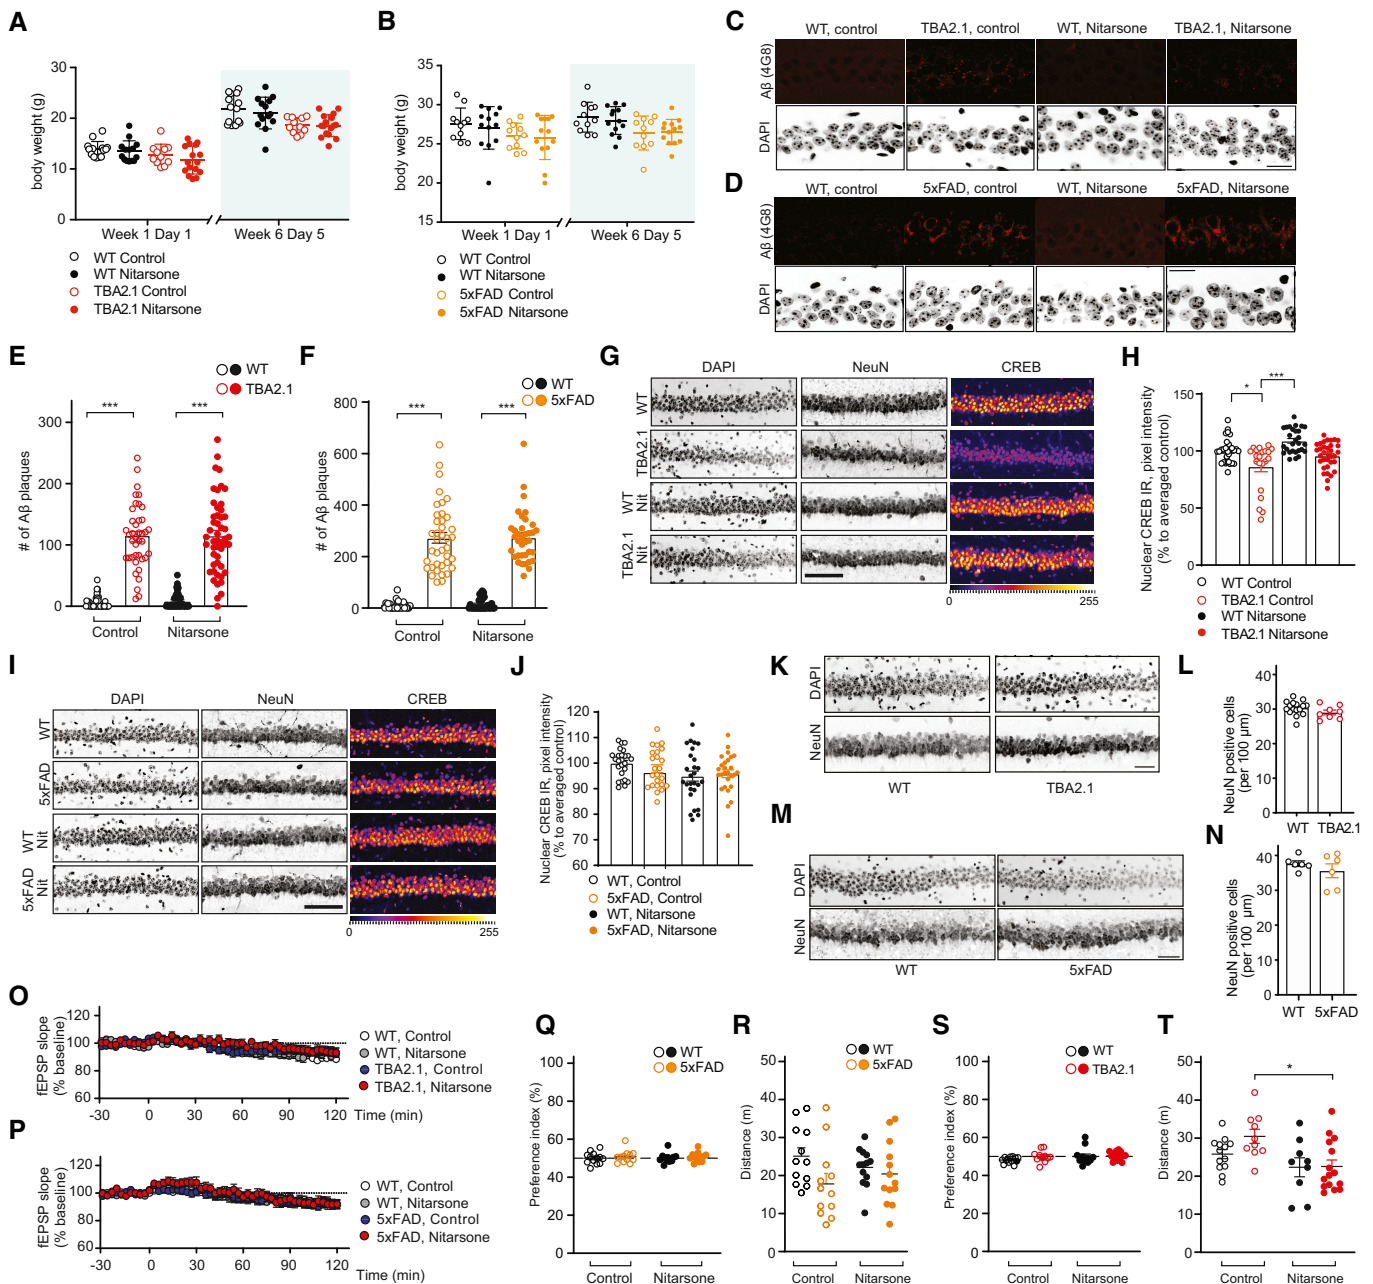 A
body weight (g)
30
20
10
0
Week 1 Day 1
Week 6 Day 5
WT Control
WT Nitarsone
TBA2.1 Control
TBA2.1 Nitarsone
B
body weight (g)
35
30
25
20
15
Week 1 Day 1
Week 6 Day 5
WT Control
WT Nitarsone
5xFAD Control
5xFAD Nitarsone
C
WT, control
TBA2.1, control
WT, Nitarsone
TBA2.1, Nitarsone
Aβ (4G8)
DAPI
D
WT, control
5xFAD, control
WT, Nitarsone
5xFAD, Nitarsone
Aβ (4G8)
DAPI
E
WT
TBA2.1
# of Aβ plaques
300
200
100
0
***
***
Control
Nitarsone
F
WT
5xFAD
# of Aβ plaques
800
600
400
200
0
***
***
Control
Nitarsone
G
DAPI
NeuN
CREB
WT
TBA2.1
WT Nit
TBA2.1 Nit
0
255
H
Nuclear CREB IR, pixel intensity
(% to averaged control)
150
100
50
0
*
***
WT Control
TBA2.1 Control
WT Nitarsone
TBA2.1 Nitarsone
I
DAPI
NeuN
CREB
WT
5xFAD
WT Nit
5xFAD Nit
0
255
J
Nuclear CREB IR, pixel intensity
(% to averaged control)
120
110
100
90
80
70
60
WT, Control
5xFAD, Control
WT, Nitarsone
5xFAD, Nitarsone
K
DAPI
NeuN
WT
TBA2.1
L
NeuN positive cells
(per 100 µm)
40
30
20
10
0
WT
TBA2.1
M
DAPI
NeuN
WT
5xFAD
N
NeuN positive cells
(per 100 µm)
40
30
20
10
0
WT
5xFAD
O
fEPSP slope
(% baseline)
120
100
80
60
-30
0
30
60
90
120
Time (min)
WT, Control
WT, Nitarsone
TBA2.1, Control
TBA2.1, Nitarsone
P
fEPSP slope
(% baseline)
120
100
80
60
-30
0
30
60
90
120
Time (min)
WT, Control
WT, Nitarsone
5xFAD, Control
5xFAD, Nitarsone
Q
WT
5xFAD
Preference index (%)
100
80
60
40
20
0
Control
Nitarsone
R
WT
5xFAD
Distance (m)
50
40
30
20
10
0
Control
Nitarsone
S
WT
TBA2.1
Preference index (%)
100
80
60
40
20
0
Control
Nitarsone
T
Distance (m)
50
40
30
20
10
0
*
Control
Nitarsone